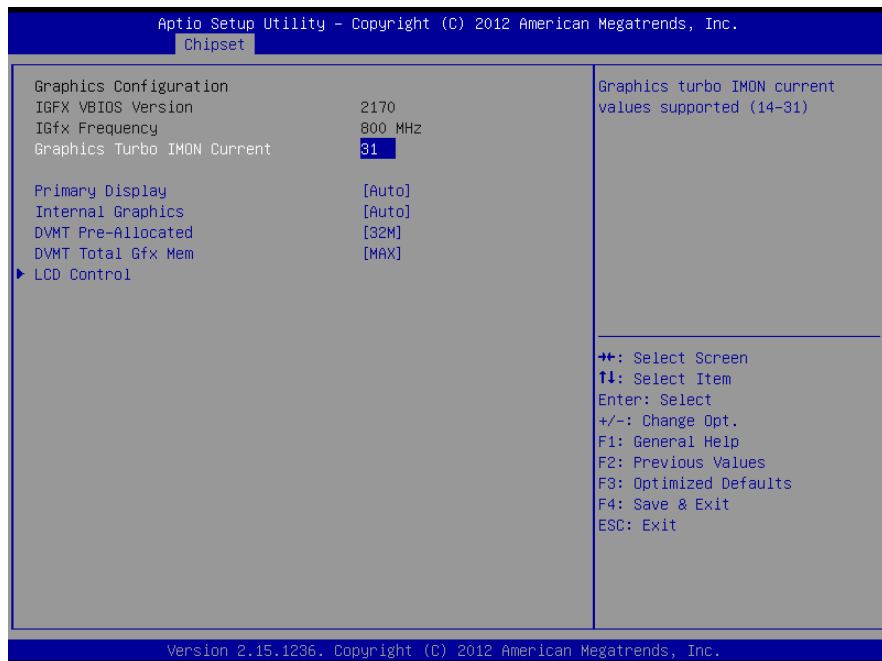 Aptio Setup Utility – Copyright (C) 2012 American Megatrends, Inc.
Chipset
Graphics Configuration
IGFX VBIOS Version 2170
IGfx Frequency 800 MHz
Graphics Turbo IMON Current 31
Primary Display [Auto]
Internal Graphics [Auto]
DVMT Pre-Allocated [32M]
DVMT Total Gfx Mem [MAX]
LCD Control
Graphics turbo IMON current
values supported (14-31)
→←: Select Screen
↑↓: Select Item
Enter: Select
+/-: Change Opt.
F1: General Help
F2: Previous Values
F3: Optimized Defaults
F4: Save & Exit
ESC: Exit
Version 2.15.1236. Copyright (C) 2012 American Megatrends, Inc.